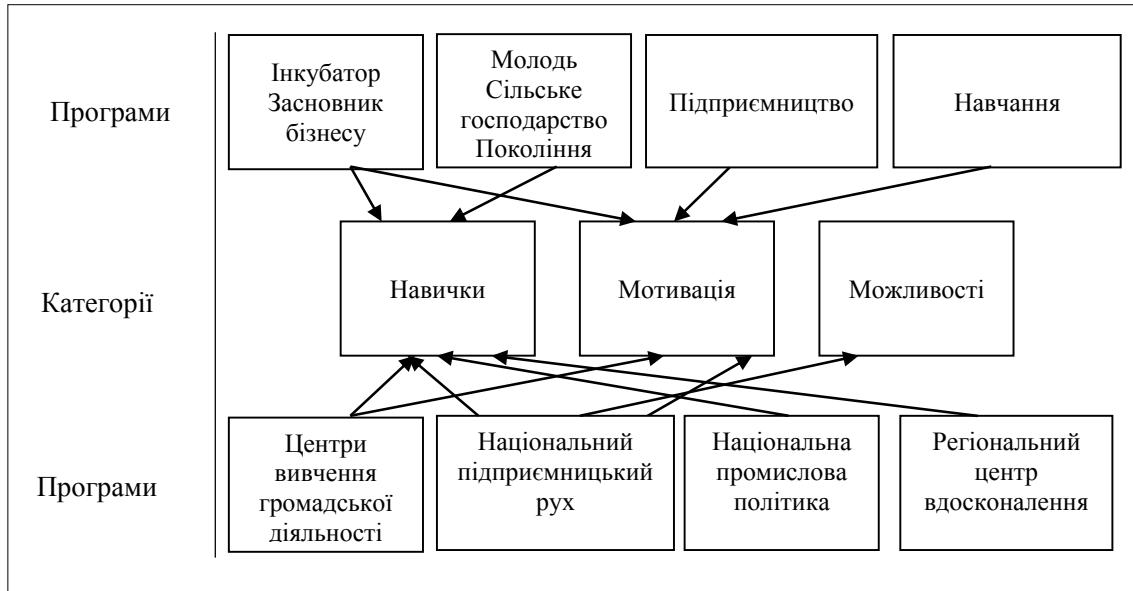 Програми
Інкубатор
Засновник
бізнесу
Молодь
Сільське
господарство
Покоління
Підприємництво
Навчання
Категорії
Навички
Мотивація
Можливості
Програми
Центри
вивчення
громадської
діяльності
Національний
підприємницький
рух
Національна
промислова
політика
Регіональний
центр
вдосконалення